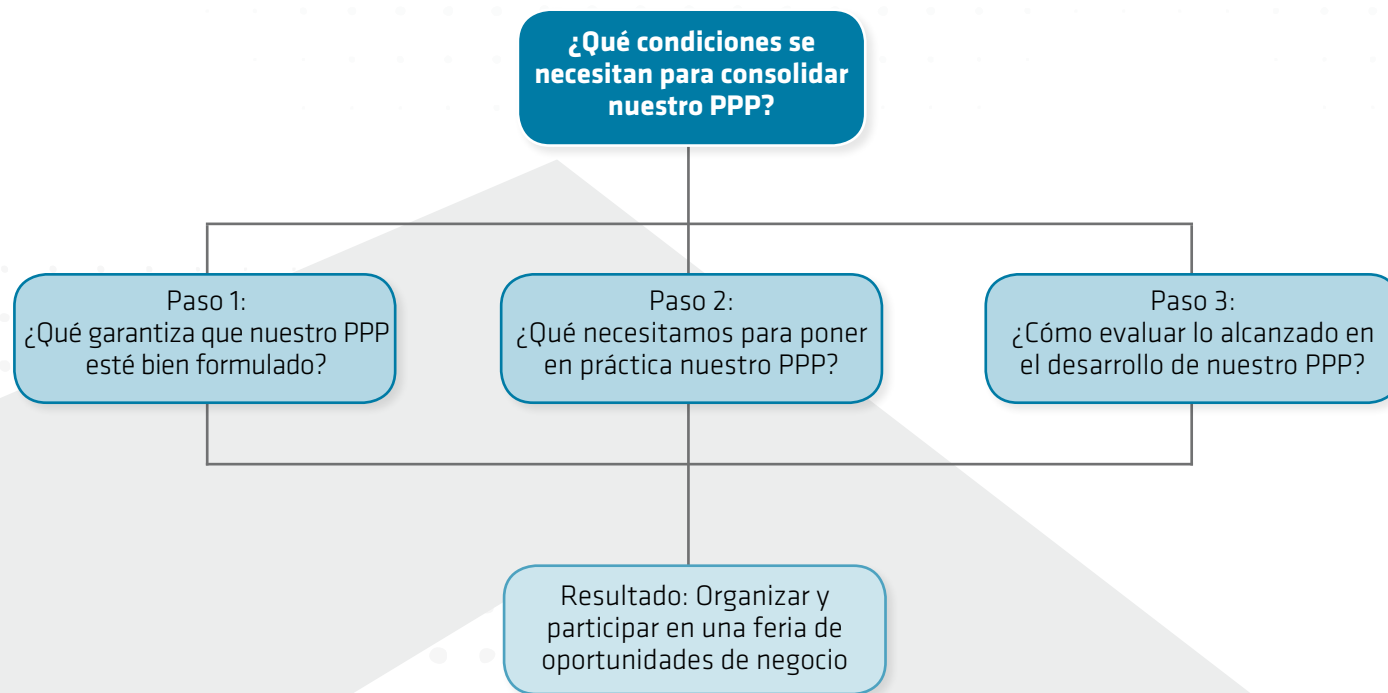 ¿Qué condiciones se
necesitan para consolidar
nuestro PPP?
Paso 1:
¿Qué garantiza que nuestro PPP
esté bien formulado?
Paso 2:
¿Qué necesitamos para poner
en práctica nuestro PPP?
Paso 3:
¿Cómo evaluar lo alcanzado en
el desarrollo de nuestro PPP?
Resultado: Organizar y
participar en una feria de
oportunidades de negocio